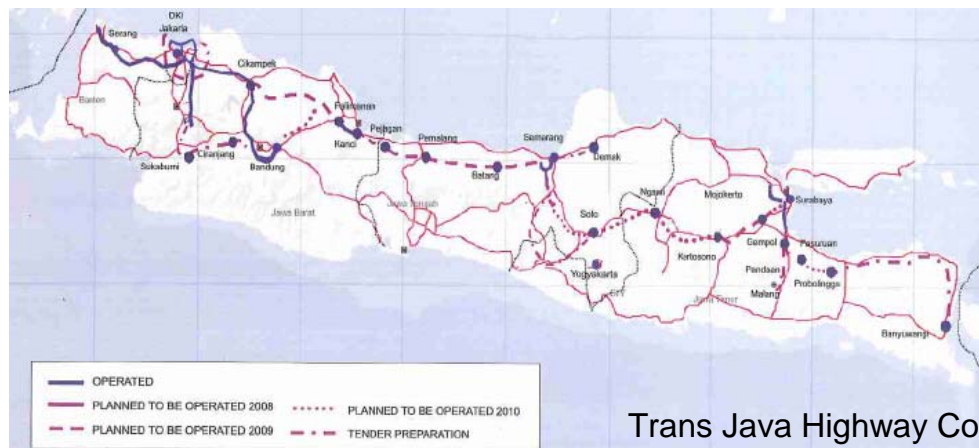 DKI
Jakarta
Serang
Cikampek
Banten
Palimanan
Pejagan
Kanci
Pemalang
Semarang
Demak
Sukabumi
Ciranjang
Bandung
Batang
Jawa Barat
Jawa Tengah
Solo
Ngawi
Mojokerto
Surabaya
Yogyakarta
Kertosono
Gempol
Pasuruan
Pandaan
Malang
Probolinggo
Jawa Timur
Banyuwangi
OPERATED
PLANNED TO BE OPERATED 2008
PLANNED TO BE OPERATED 2009
PLANNED TO BE OPERATED 2010
TENDER PREPARATION
Trans Java Highway Co